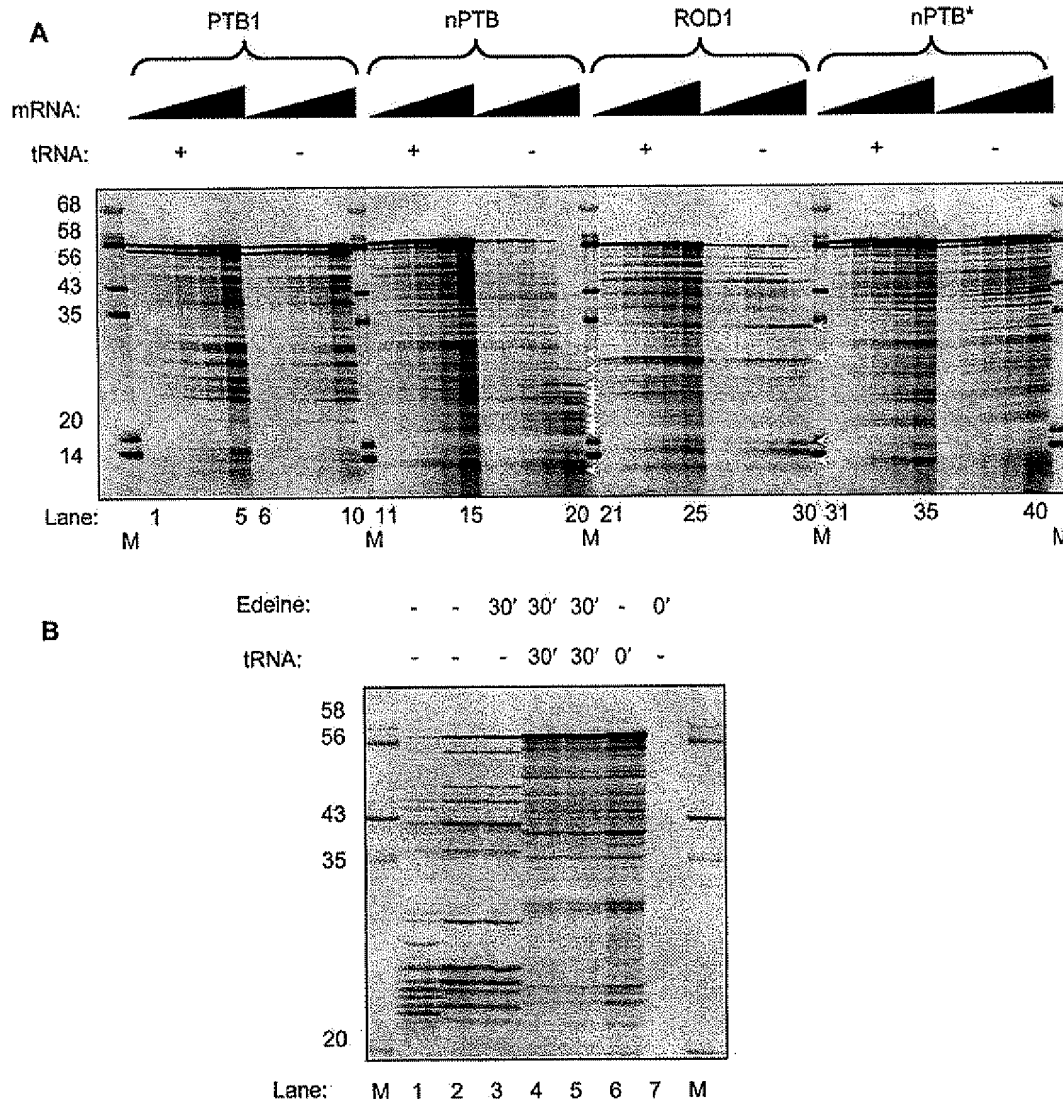 A
PTB1 nPTB ROD1 nPTB*
mRNA:
tRNA: + - + - + - + -
68
58
56
43
35
20
14
Lane: 1 5 6 10 11 15 20 21 25 30 31 35 40
M M M M M
B
Edeine: - - 30' 30' 30' - 0'
tRNA: - - - 30' 30' 0' -
58
56
43
35
20
Lane: M 1 2 3 4 5 6 7 M